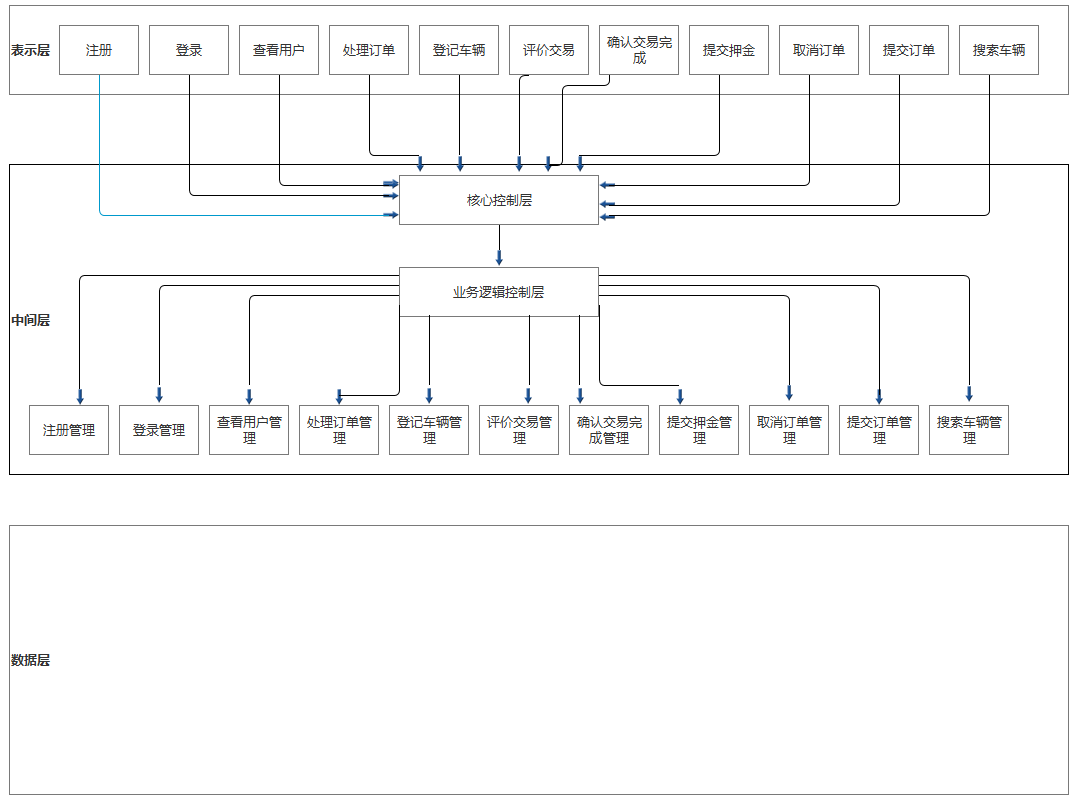 表示层
注册
登录
查看用户
处理订单
登记车辆
评价交易
确认交易完
成
提交押金
取消订单
提交订单
搜索车辆
核心控制层
业务逻辑控制层
中间层
注册管理
登录管理
查看用户管
理
处理订单管
理
登记车辆管
理
评价交易管
理
确认交易完
成管理
提交押金管
理
取消订单管
理
提交订单管
理
搜索车辆管
理
数据层